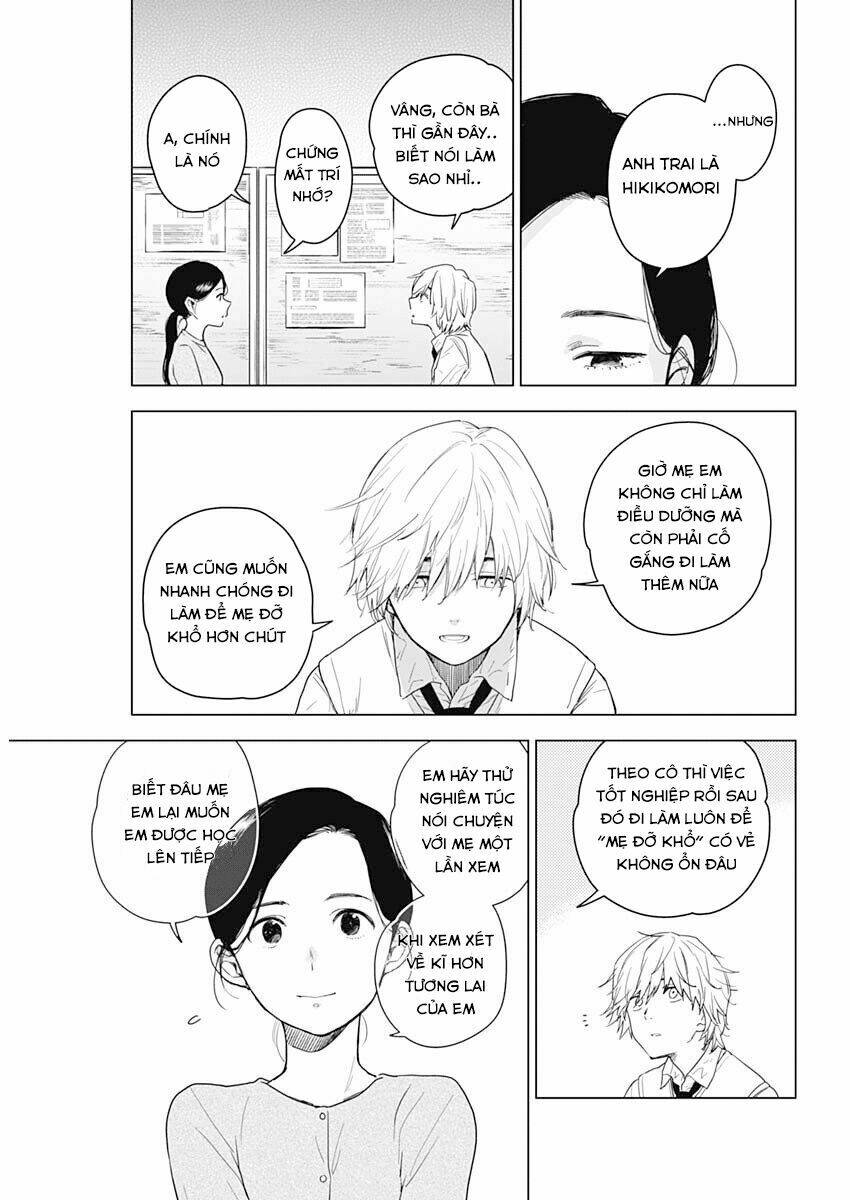 ...NHƯNG
ANH TRAI LÀ
HIKIKOMORI
VÂNG, CÒN BÀ
THÌ GẦN ĐÂY..
BIẾT NÓI LÀM
SAO NHỈ..
CHỨNG
MẤT TRÍ
NHỚ?
A, CHÍNH
LÀ NÓ
GIỜ MẸ EM
KHÔNG CHỈ LÀM
ĐIỀU DƯỠNG MÀ
CÒN PHẢI CỐ
GẮNG ĐI LÀM
THÊM NỮA
EM CŨNG MUỐN
NHANH CHÓNG ĐI
LÀM ĐỂ MẸ ĐỠ
KHỔ HƠN CHÚT
THEO CÔ THÌ VIỆC
TỐT NGHIỆP RỒI SAU
ĐÓ ĐI LÀM LUÔN ĐỂ
"MẸ ĐỠ KHỔ" CÓ VẺ
KHÔNG ỔN ĐÂU
EM HÃY THỬ
NGHIÊM TÚC
NÓI CHUYỆN
VỚI MẸ MỘT
LẦN XEM
KHI XEM XÉT
VỀ KĨ HƠN
TƯƠNG LAI
CỦA EM
BIẾT ĐÂU MẸ
EM LẠI MUỐN
EM ĐƯỢC HỌC
LÊN TIẾP